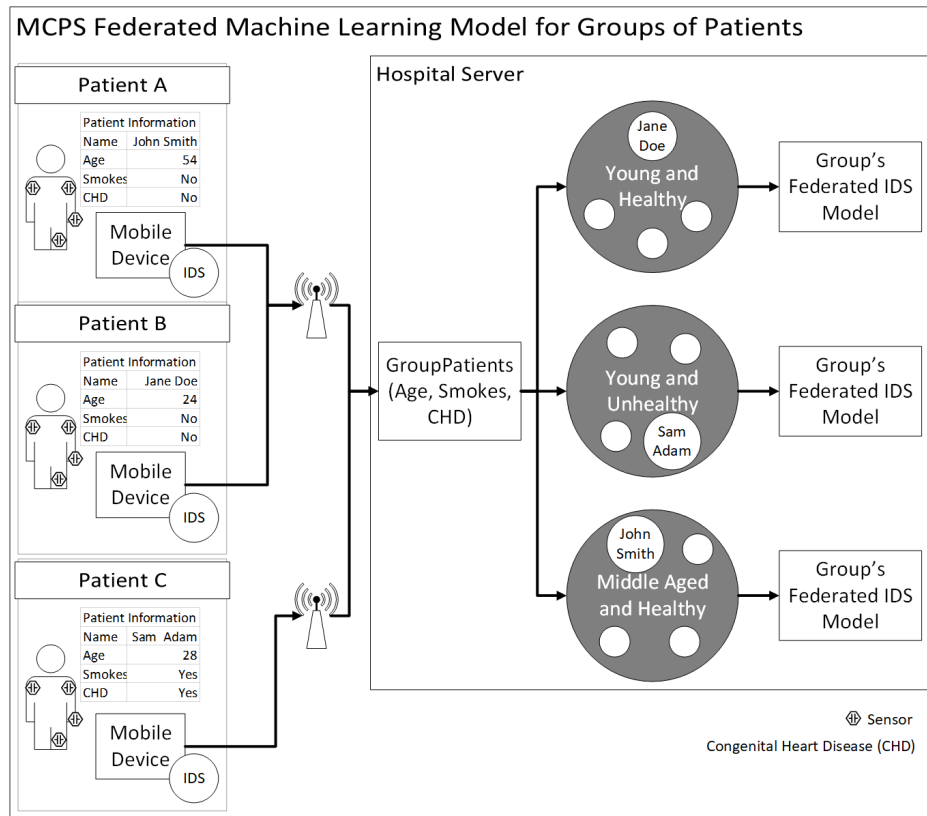 MCPS Federated Machine Learning Model for Groups of Patients
Patient A
Patient Information
Name John Smith
Age 54
Smokes No
CHD No
Mobile
Device
IDS
Patient B
Patient Information
Name Jane Doe
Age 24
Smokes No
CHD No
Mobile
Device
IDS
Patient C
Patient Information
Name Sam Adam
Age 28
Smokes Yes
CHD Yes
Mobile
Device
IDS
Hospital Server
GroupPatients
(Age, Smokes,
CHD)
Jane
Doe
Young and
Healthy
Group's
Federated IDS
Model
Young and
Unhealthy
Sam
Adam
Group's
Federated IDS
Model
John
Smith
Middle Aged
and Healthy
Group's
Federated IDS
Model
Sensor
Congenital Heart Disease (CHD)